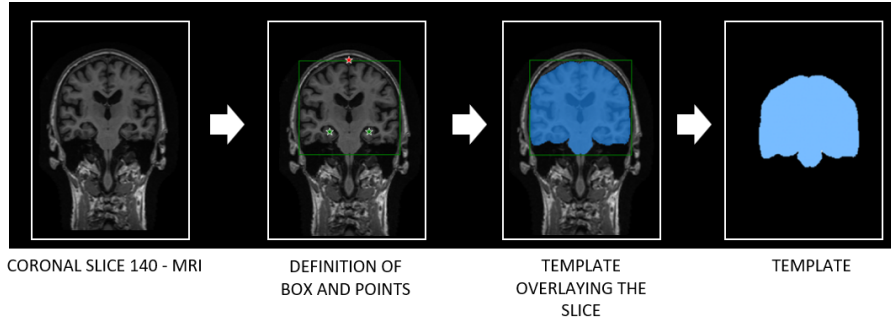 CORONAL SLICE 140 - MRI
DEFINITION OF
BOX AND POINTS
TEMPLATE
OVERLAYING THE
SLICE
TEMPLATE